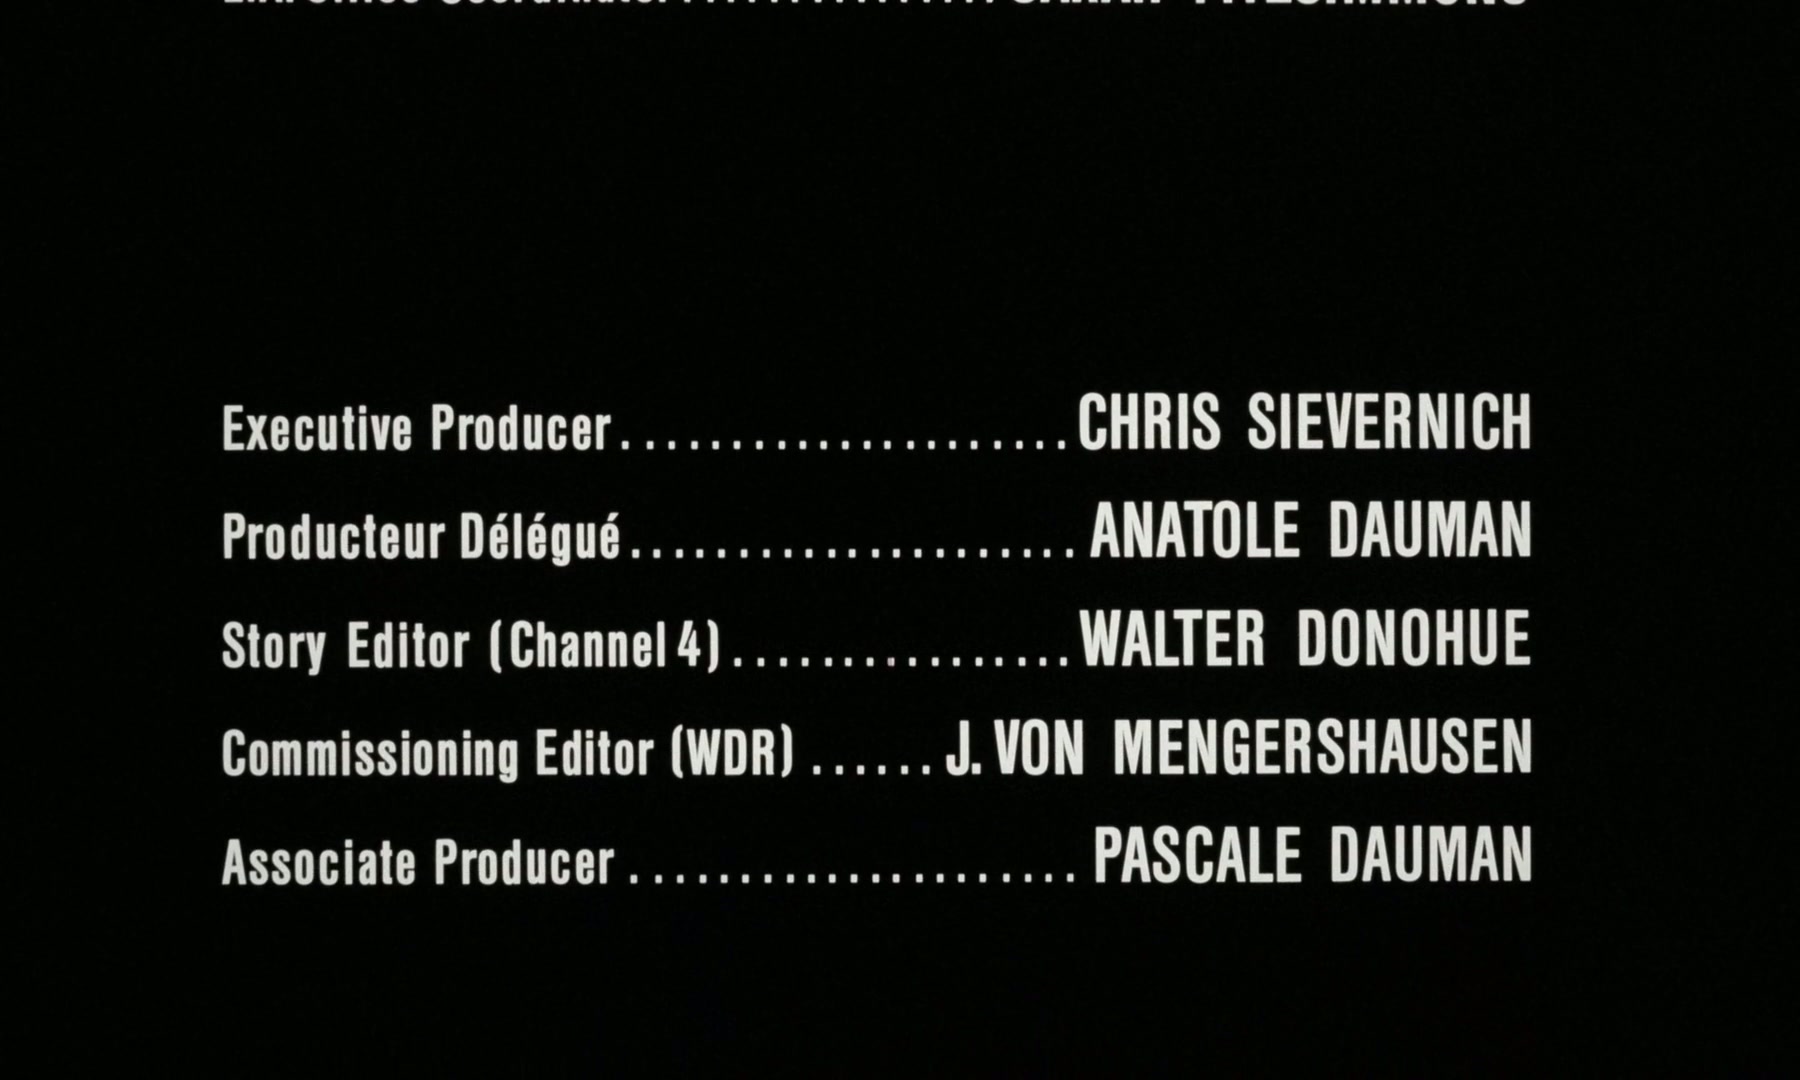 Executive Producer.....................CHRIS SIEVERNICH
Producteur Délégué.....................ANATOLE DAUMAN
Story Editor (Channel 4)................WALTER DONOHUE
Commissioning Editor (WDR)......J. VON MENGERSHAUSEN
Associate Producer.....................PASCALE DAUMAN